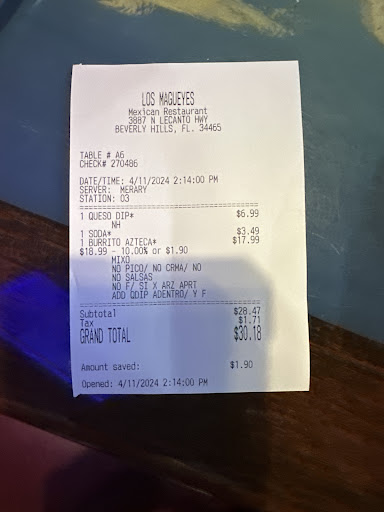 LOS MAGUEYES
Mexican Restaurant
3887 N LECANTO HWY
BEVERLY HILLS, FL. 34465
TABLE # A6
CHECK# 270486
DATE/TIME: 4/11/2024 2:14:00 PM
SERVER: MERARY
STATION: 03
1 QUESO DIP* $6.99
NH
1 SODA* $3.49
1 BURRITO AZTECA* $17.99
$18.99 - 10.00% or $1.90
MIXO
NO PICO/ NO CRMA/ NO
NO SALSAS
NO F/ SI X ARZ APRT
ADD QDIP ADENTRO/ Y F
Subtotal $28.47
Tax $1.71
GRAND TOTAL $30.18
Amount saved: $1.90
Opened: 4/11/2024 2:14:00 PM